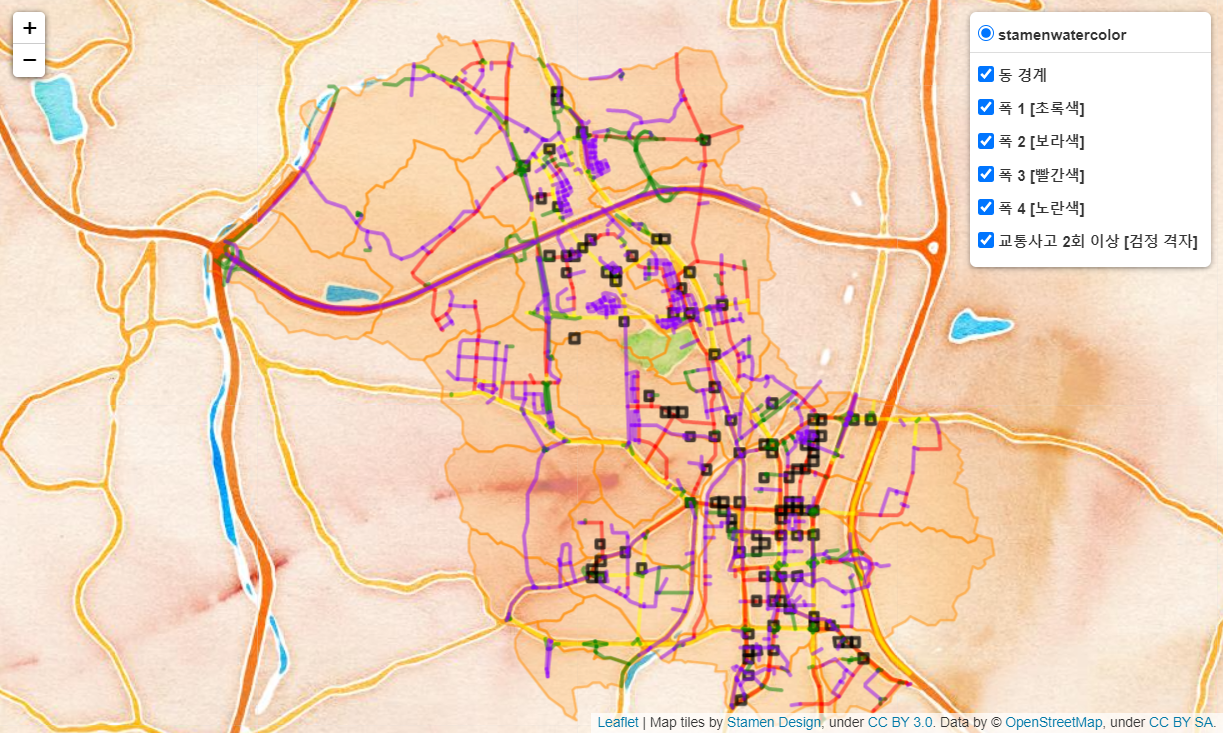 +
−
stamenwatercolor
동 경계
폭 1 [초록색]
폭 2 [보라색]
폭 3 [빨간색]
폭 4 [노란색]
교통사고 2회 이상 [검정 격자]
Leaflet | Map tiles by Stamen Design, under CC BY 3.0. Data by © OpenStreetMap, under CC BY SA.